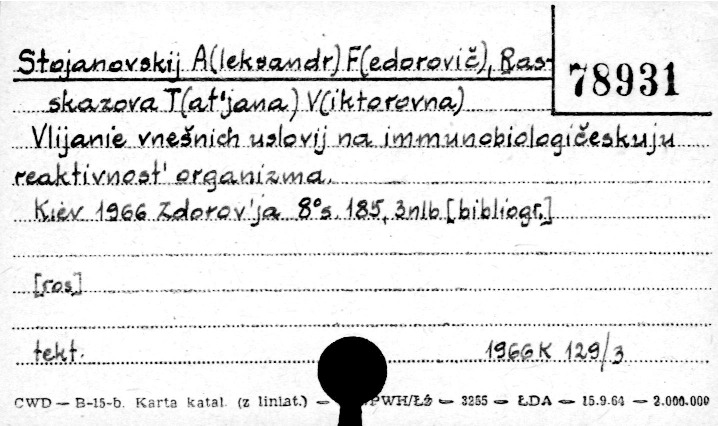 Stojanovskij A(leksandr) F(edorovič), Ras-
78931
skazova T(at'jana) V(iktorovna)
Vlijanie vnešnich uslovij na immunobiologičeskuju
reaktivnost' organizma.
Kiev 1966 Zdorov'ja 8° s. 185, 3nlb [bibliogr.]
[ros]
tekt.
1966 K 129/3
CWD — B-15-b. Karta katal. (z liniat.) — PWH/ŁŚ — 3255 — ŁDA — 15.9.64 — 2.000.000